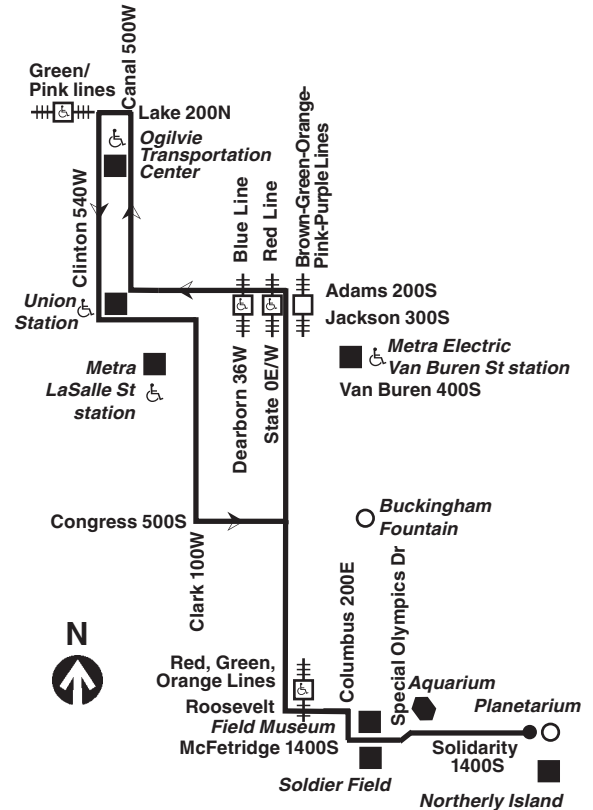 Canal 500W
Green/
Pink lines
Lake 200N
Ogilvie
Transportation
Center
Clinton 540W
Blue Line
Red Line
Brown-Green-Orange-
Pink-Purple Lines
Union
Station
Adams 200S
Jackson 300S
Metra
LaSalle St
station
Dearborn 36W
State 0E/W
Metra Electric
Van Buren St station
Van Buren 400S
Congress 500S
Clark 100W
Buckingham
Fountain
N
Columbus 200E
Special Olympics Dr
Red, Green,
Orange Lines
Roosevelt
Field Museum
McFetridge 1400S
Soldier Field
Aquarium
Planetarium
Solidarity
1400S
Northerly Island